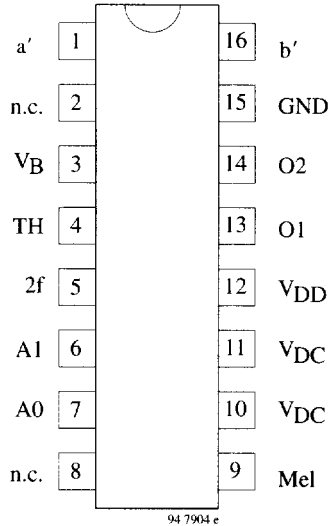 a′ 1 16 b′
n.c. 2 15 GND
VB 3 14 O2
TH 4 13 O1
2f 5 12 VDD
A1 6 11 VDC
A0 7 10 VDC
n.c. 8 9 Mel
94 7904 e